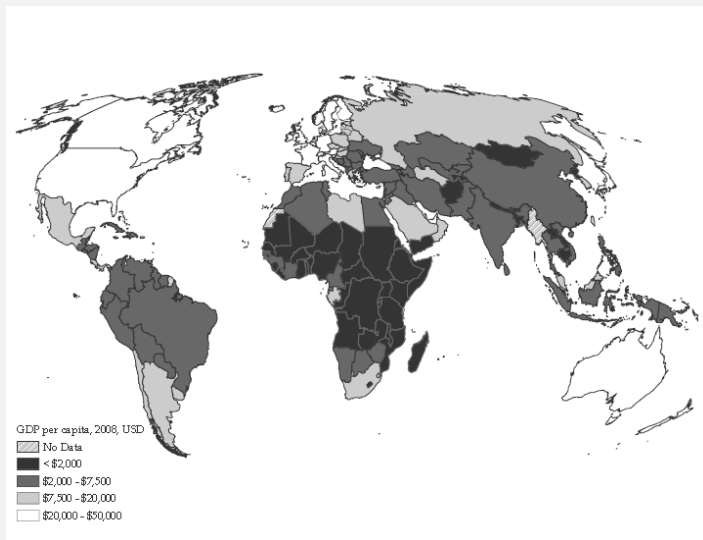 GDP per capita, 2008, USD
No Data
< $2,000
$2,000 - $7,500
$7,500 - $20,000
$20,000 - $50,000